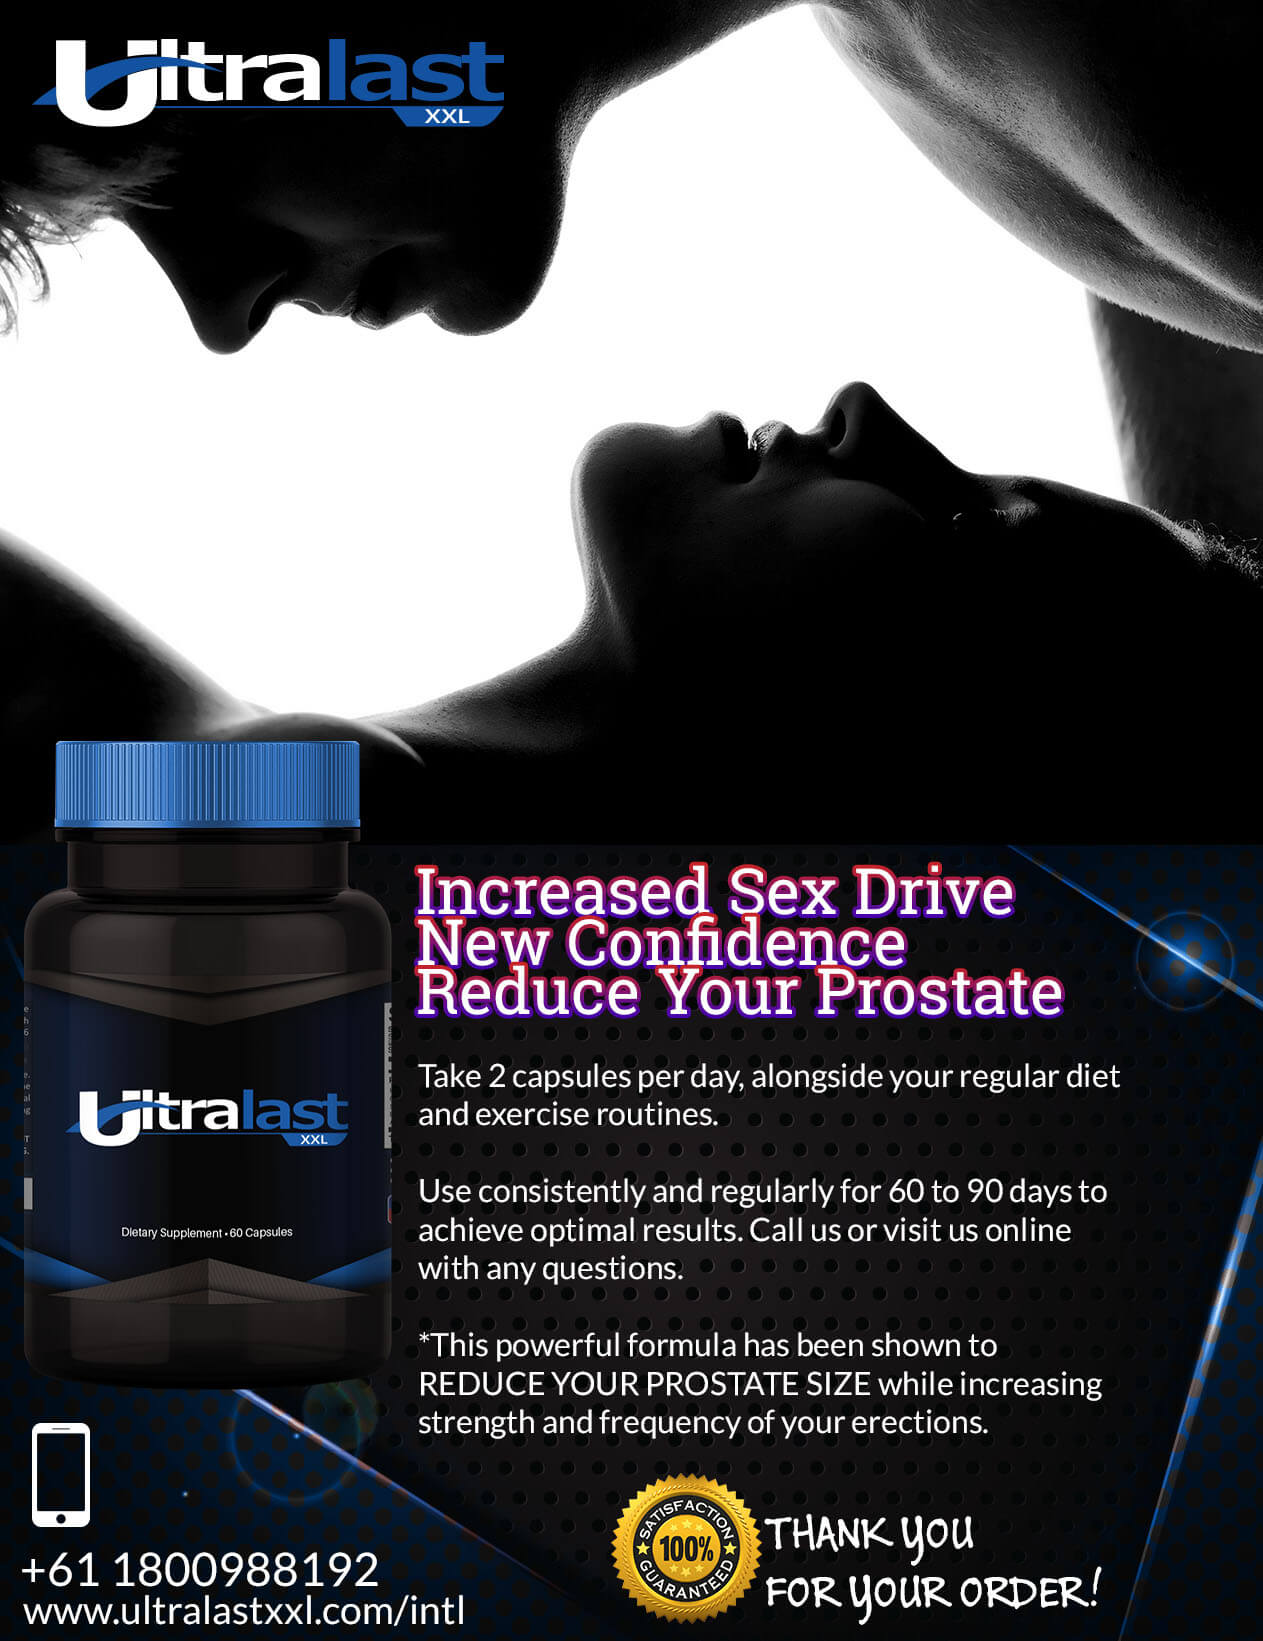 Ultralast
XXL
Increased Sex Drive
New Confidence
Reduce Your Prostate
Take 2 capsules per day, alongside your regular diet
and exercise routines.
Use consistently and regularly for 60 to 90 days to
achieve optimal results. Call us or visit us online
with any questions.
*This powerful formula has been shown to
REDUCE YOUR PROSTATE SIZE while increasing
strength and frequency of your erections.
Ultralast
XXL
Dietary Supplement • 60 Capsules
+61 1800988192
www.ultralastxxl.com/intl
SATISFACTION
100%
GUARANTEED
THANK YOU
FOR YOUR ORDER!